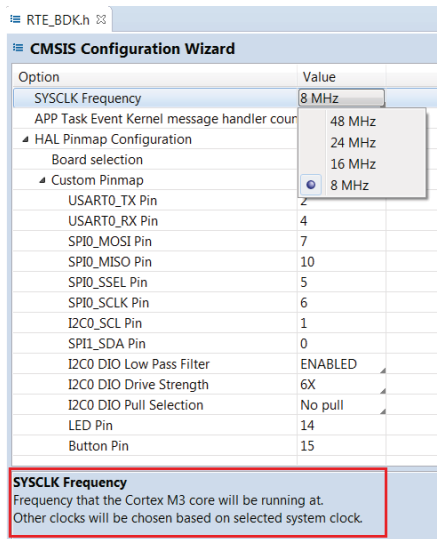 RTE_BDK.h
CMSIS Configuration Wizard
Option Value
SYSCLK Frequency 8 MHz
48 MHz
24 MHz
16 MHz
8 MHz
APP Task Event Kernel message handler coun
HAL Pinmap Configuration
Board selection
Custom Pinmap
USART0_TX Pin 2
USART0_RX Pin 4
SPI0_MOSI Pin 7
SPI0_MISO Pin 10
SPI0_SSEL Pin 5
SPI0_SCLK Pin 6
I2C0_SCL Pin 1
SPI1_SDA Pin 0
I2C0 DIO Low Pass Filter ENABLED
I2C0 DIO Drive Strength 6X
I2C0 DIO Pull Selection No pull
LED Pin 14
Button Pin 15
SYSCLK Frequency
Frequency that the Cortex M3 core will be running at.
Other clocks will be chosen based on selected system clock.